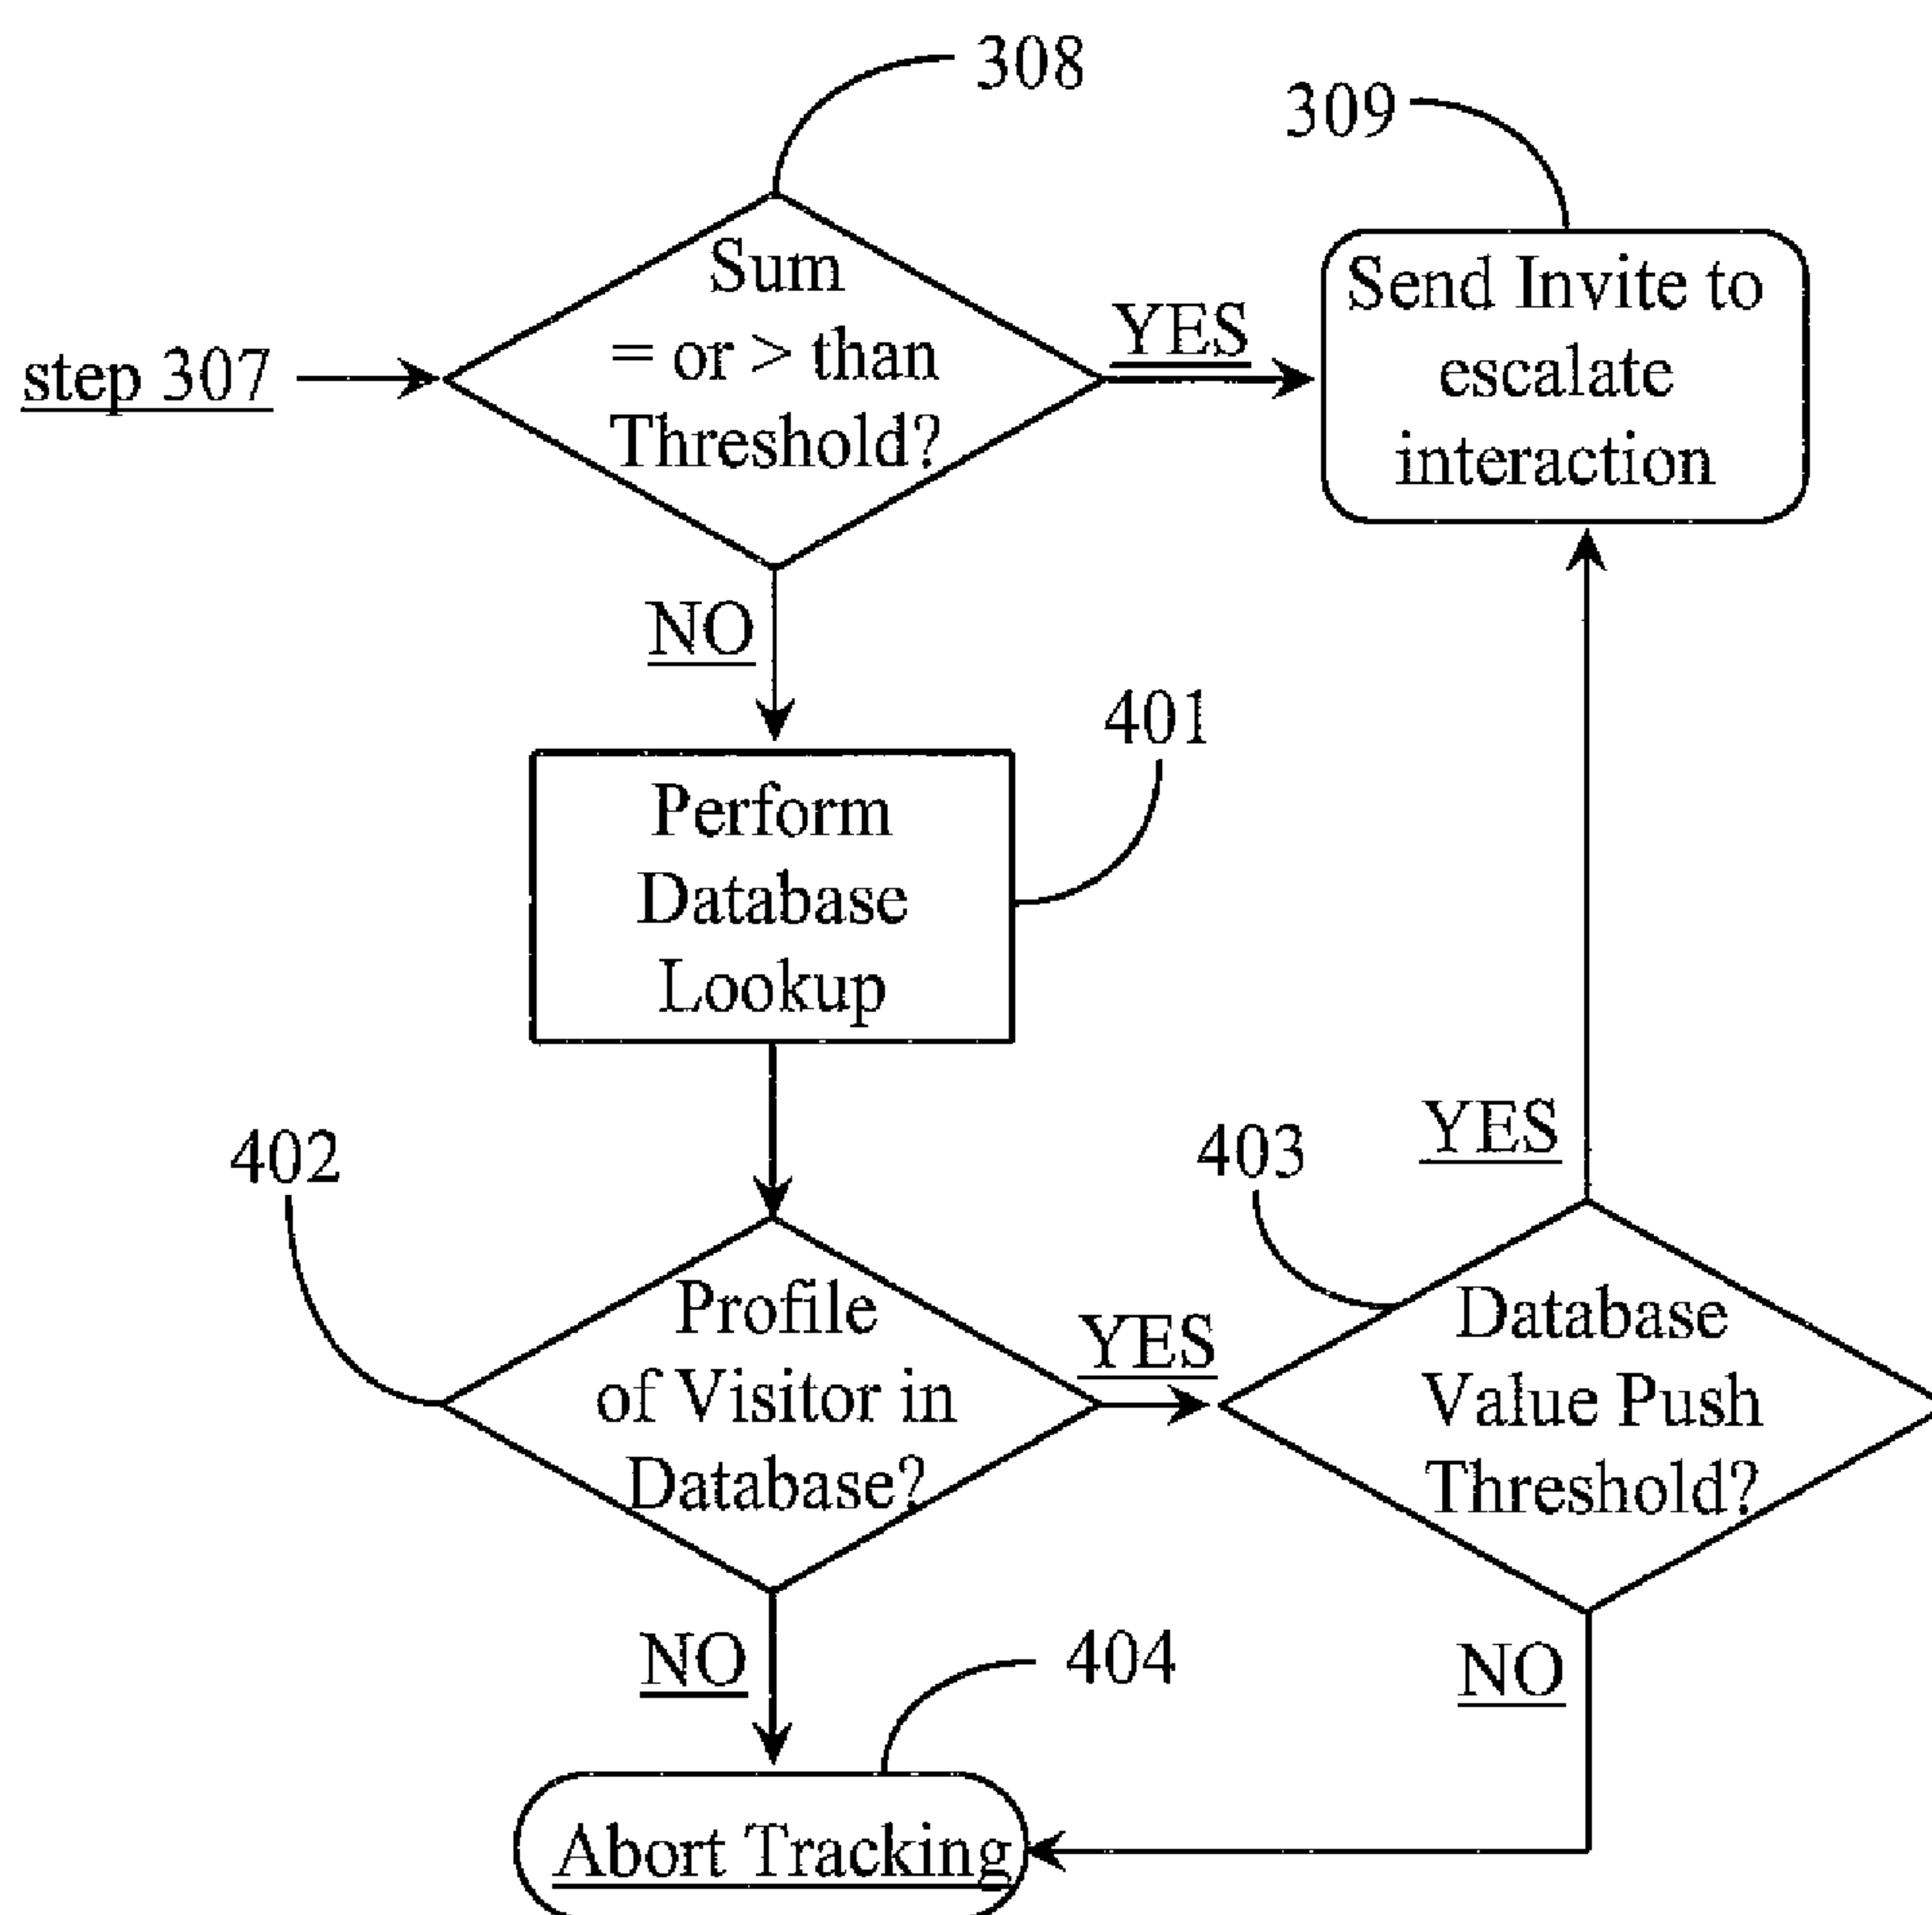 308
309
Sum
= or > than
Threshold?
step 307
YES
Send Invite to
escalate
interaction
NO
401
Perform
Database
Lookup
402
403
YES
Profile
of Visitor in
Database?
YES
Database
Value Push
Threshold?
NO
404
NO
Abort Tracking